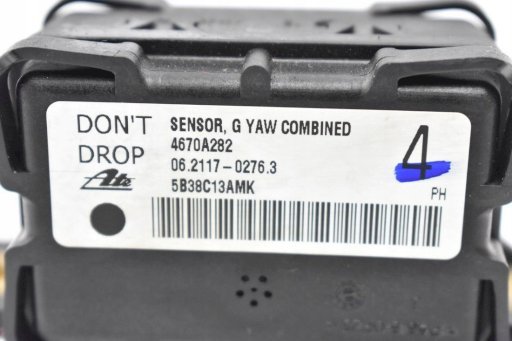 DON'T
DROP
Ate
SENSOR, G YAW COMBINED
4670A282
06.2117-0276.3
5B38C13AMK
4
PH